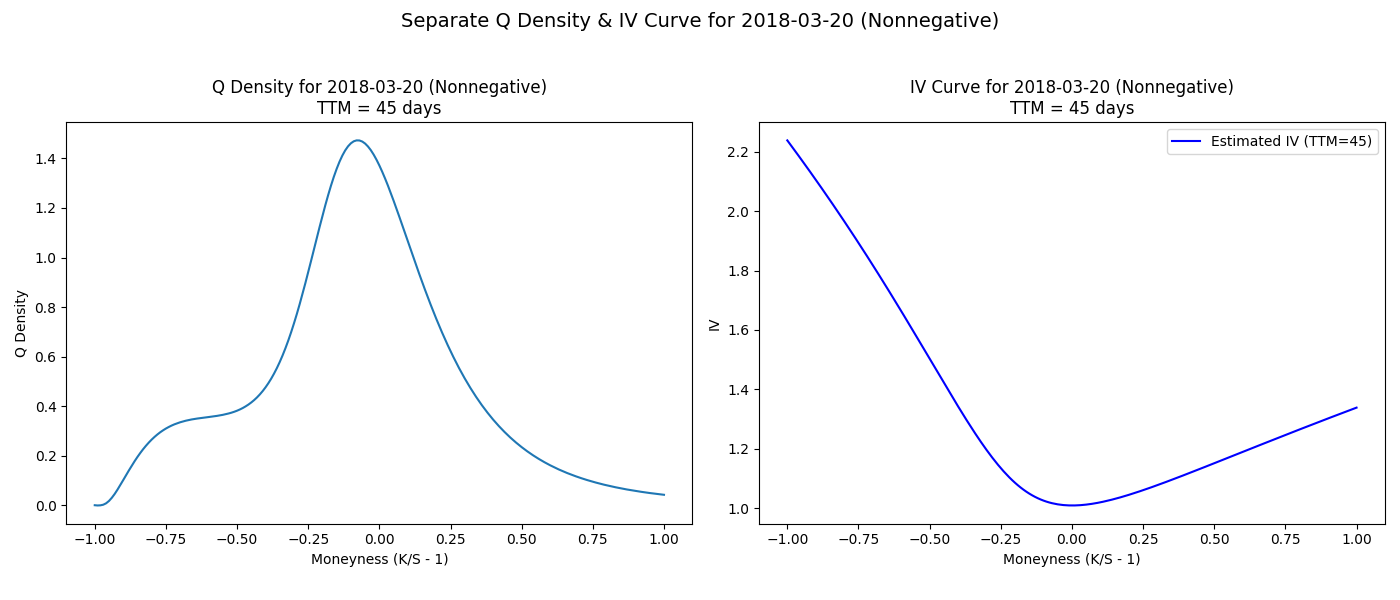 Separate Q Density & IV Curve for 2018-03-20 (Nonnegative)
Q Density for 2018-03-20 (Nonnegative)
TTM = 45 days
Q Density
1.4
1.2
1.0
0.8
0.6
0.4
0.2
0.0
−1.00 −0.75 −0.50 −0.25 0.00 0.25 0.50 0.75 1.00
Moneyness (K/S - 1)
IV Curve for 2018-03-20 (Nonnegative)
TTM = 45 days
Estimated IV (TTM=45)
IV
2.2
2.0
1.8
1.6
1.4
1.2
1.0
−1.00 −0.75 −0.50 −0.25 0.00 0.25 0.50 0.75 1.00
Moneyness (K/S - 1)